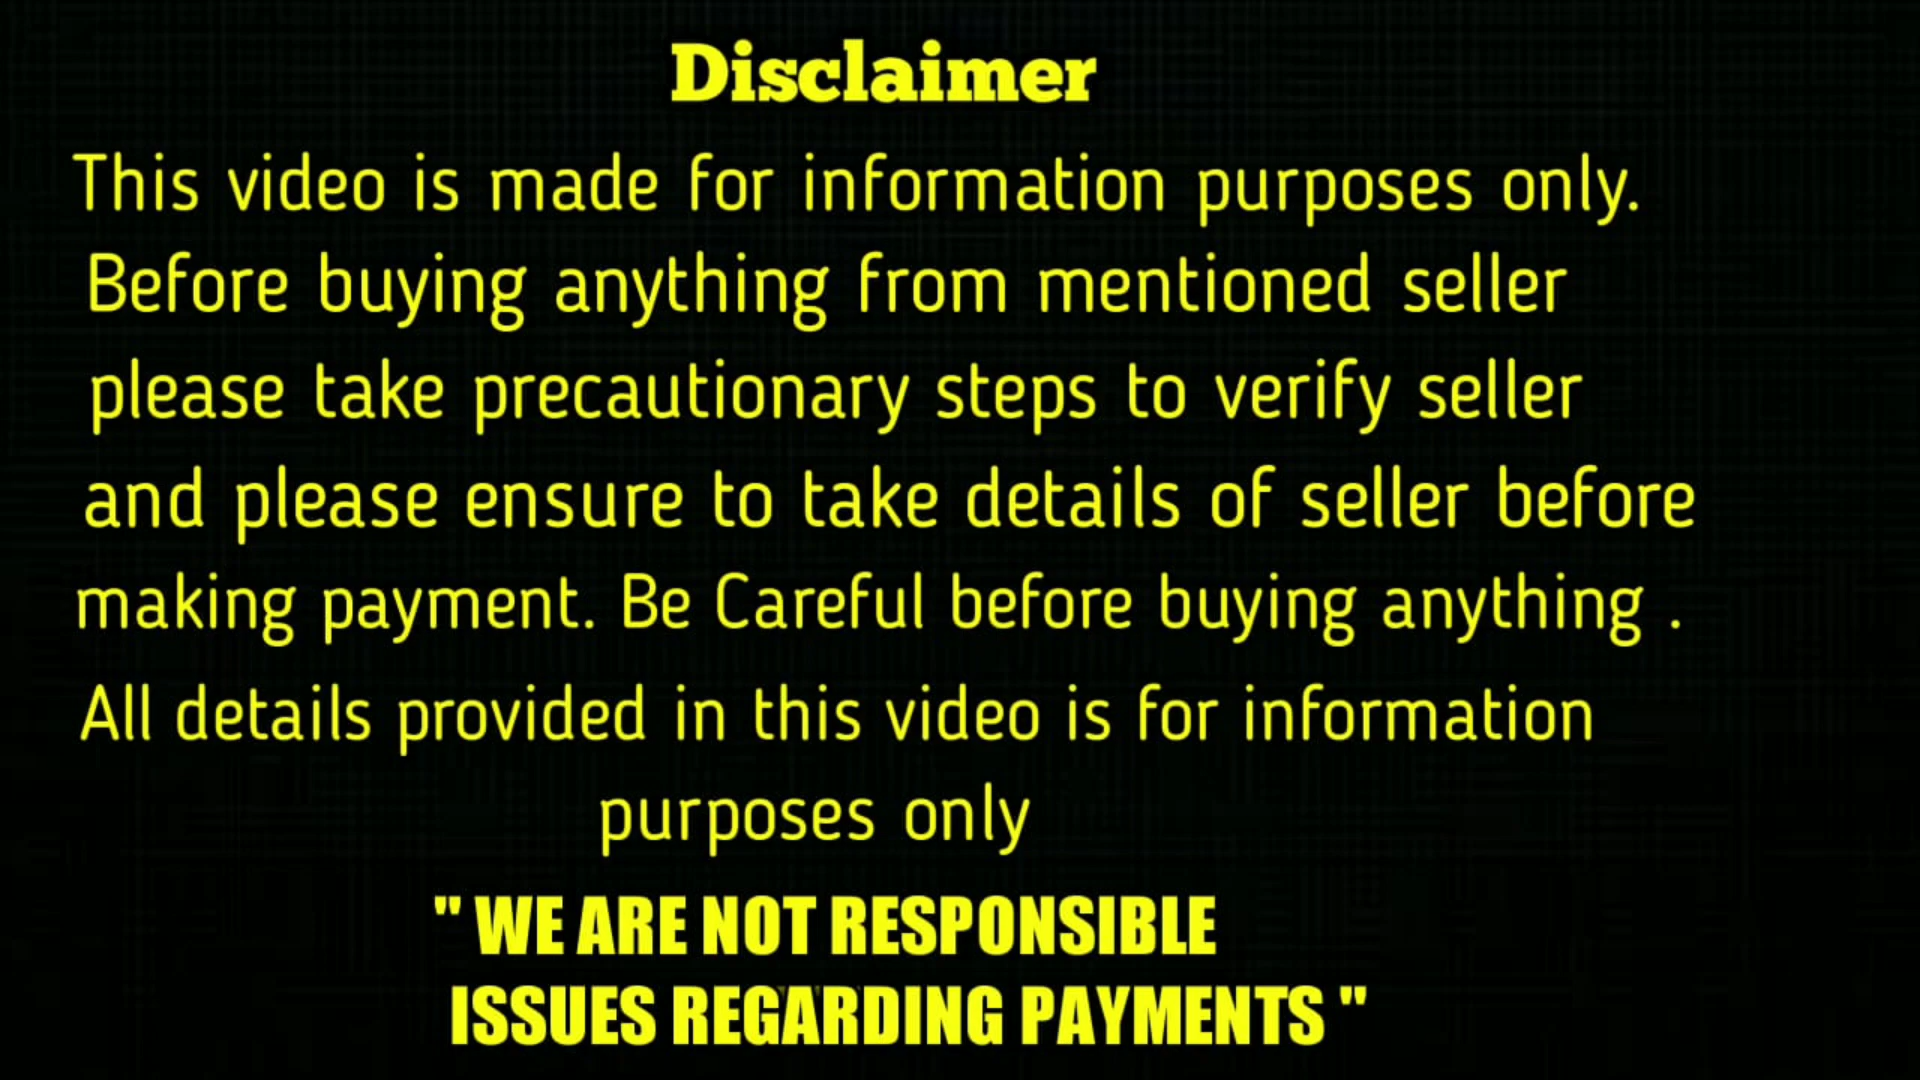 Disclaimer
This video is made for information purposes only.
Before buying anything from mentioned seller
please take precautionary steps to verify seller
and please ensure to take details of seller before
making payment. Be Careful before buying anything .
All details provided in this video is for information
purposes only
" WE ARE NOT RESPONSIBLE
ISSUES REGARDING PAYMENTS "